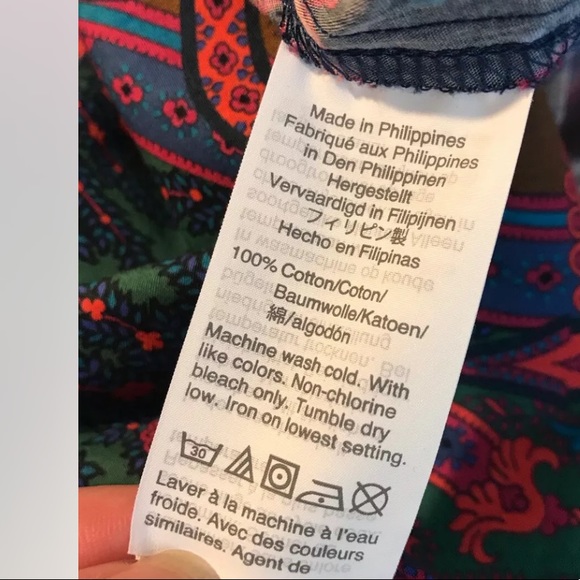 Made in Philippines
Fabriqué aux Philippines
in Den Philippinen
Hergestellt
Vervaardigd in Filipijnen
フィリピン製
Hecho en Filipinas
100% Cotton/Coton/
Baumwolle/Katoen/
綿/algodón
Machine wash cold. With
like colors. Non-chlorine
bleach only. Tumble dry
low. Iron on lowest setting.
30
Laver à la machine à l'eau
froide. Avec des couleurs
similaires. Agent de